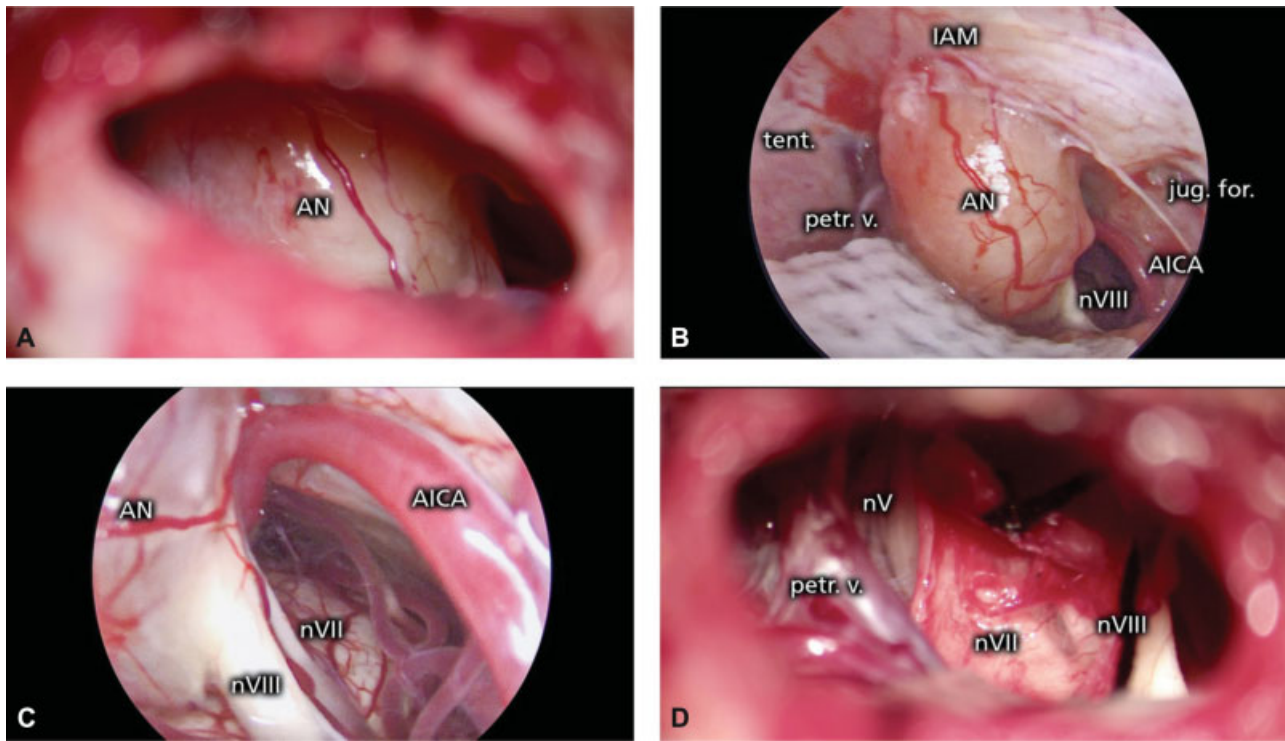 AN
A
IAM
tent.
AN
jug. for.
petr. v.
AICA
nVIII
B
AN
AICA
nVII
nVIII
C
nV
petr. v.
nVII
nVIII
D